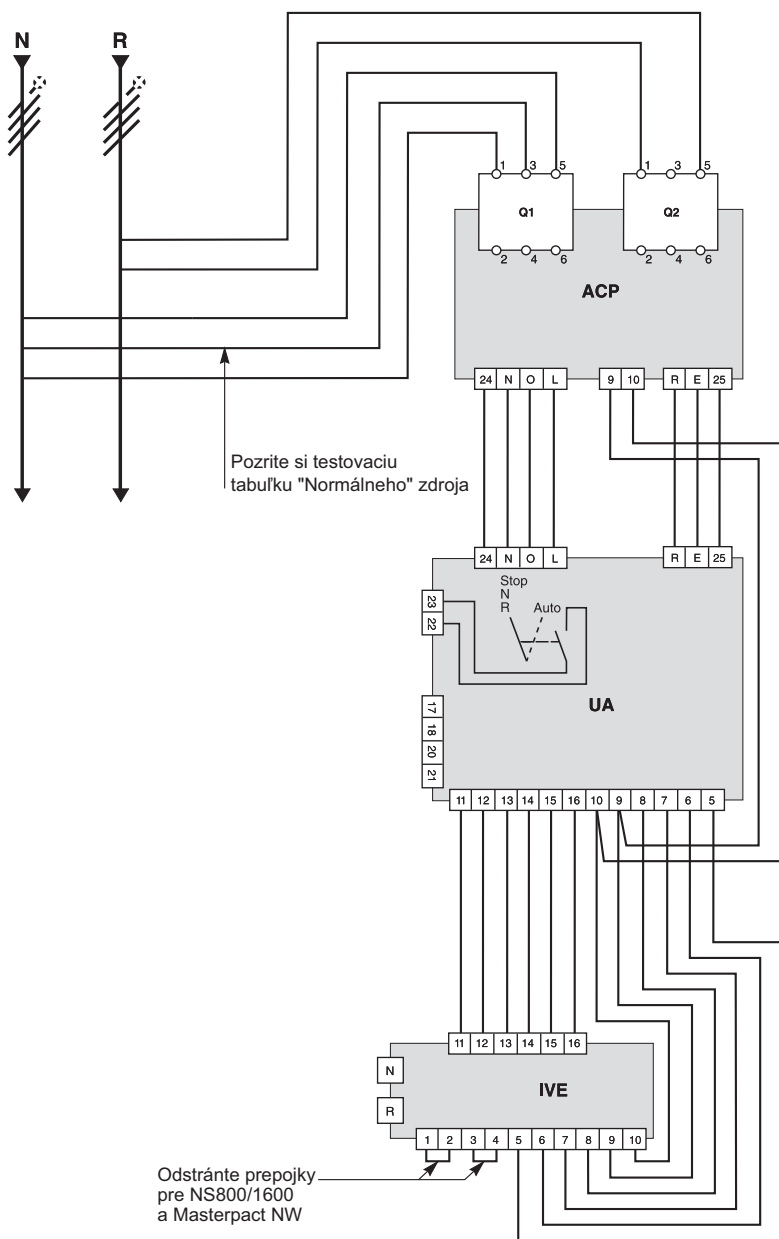 N R
1 3 5 1 3 5
Q1 Q2
2 4 6 2 4 6
ACP
24 N O L 9 10 R E 25
Pozrite si testovaciu
tabuľku "Normálneho" zdroja
24 N O L R E 25
Stop
N
R Auto
23
22
UA
17
18
20
21
11 12 13 14 15 16 10 9 8 7 6 5
11 12 13 14 15 16
N
IVE
R
1 2 3 4 5 6 7 8 9 10
Odstránte prepojky
pre NS800/1600
a Masterpact NW